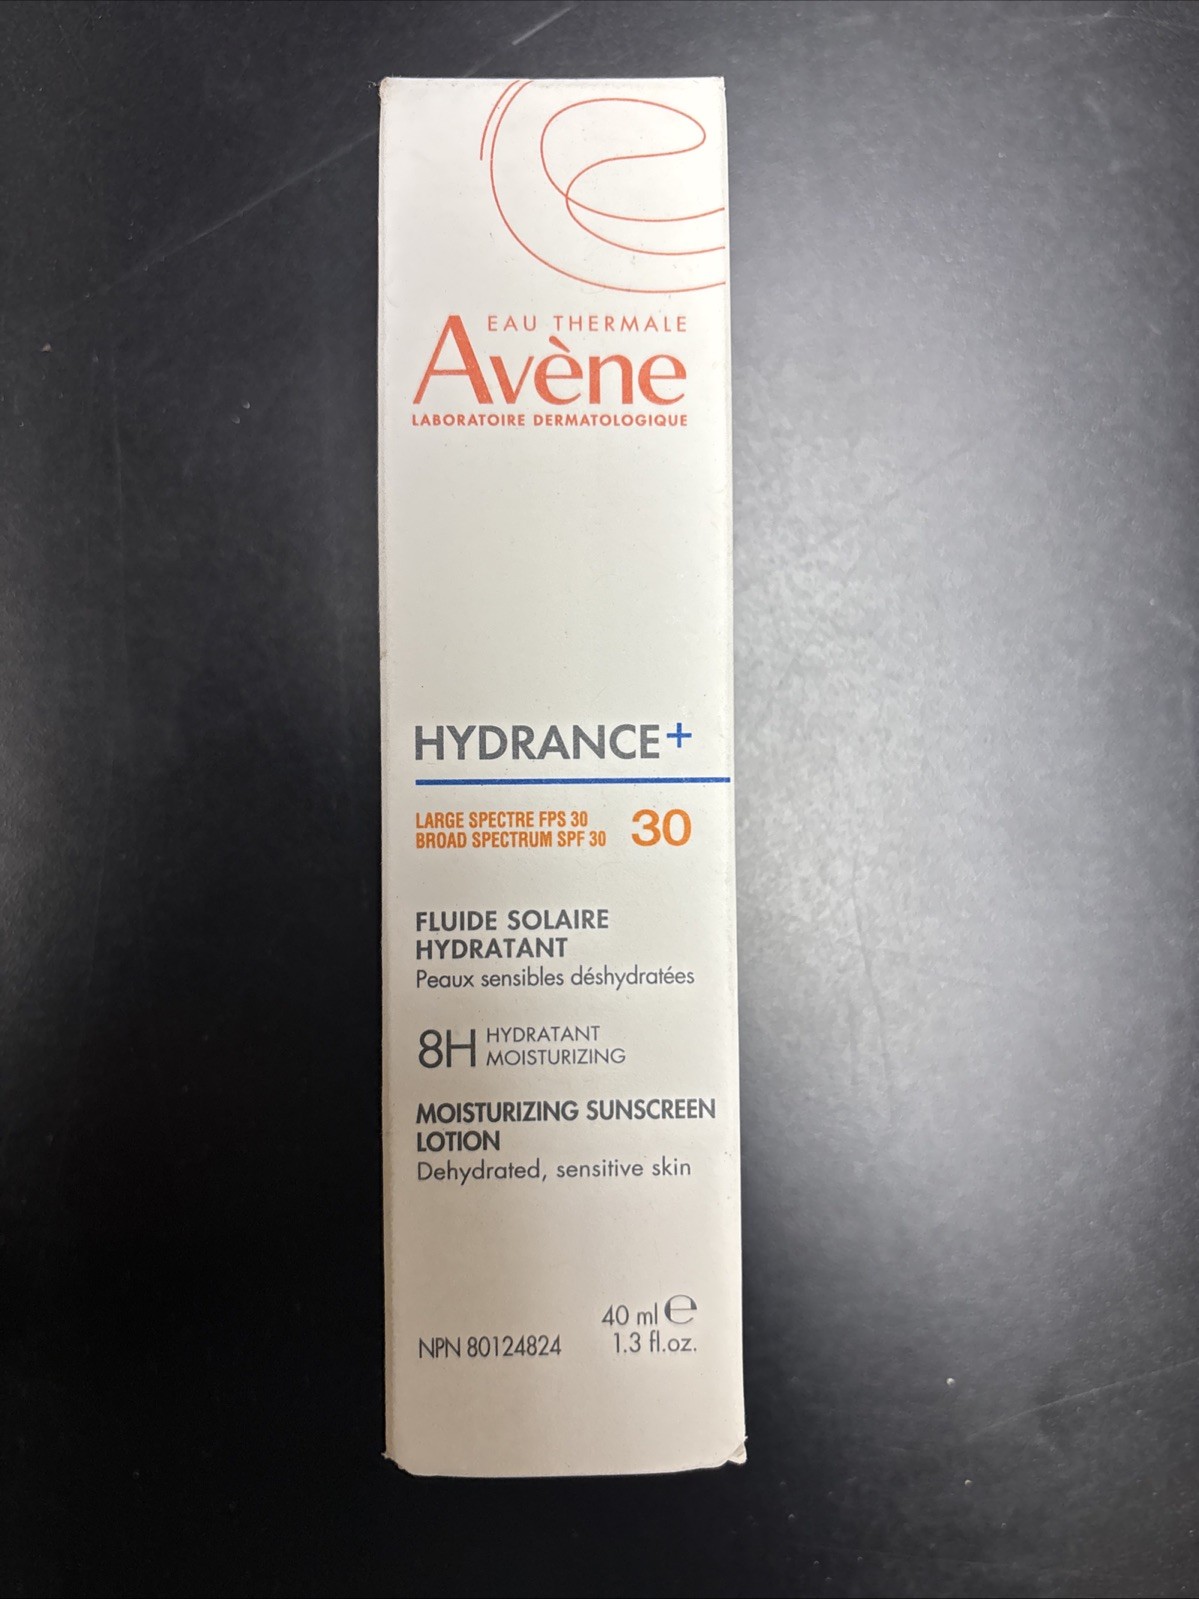 EAU THERMALE
Avène
LABORATOIRE DERMATOLOGIQUE
HYDRANCE+
LARGE SPECTRE FPS 30
BROAD SPECTRUM SPF 30
30
FLUIDE SOLAIRE
HYDRATANT
Peaux sensibles déshydratées
8H
HYDRATANT
MOISTURIZING
MOISTURIZING SUNSCREEN
LOTION
Dehydrated, sensitive skin
40 ml ℮
NPN 80124824
1.3 fl.oz.